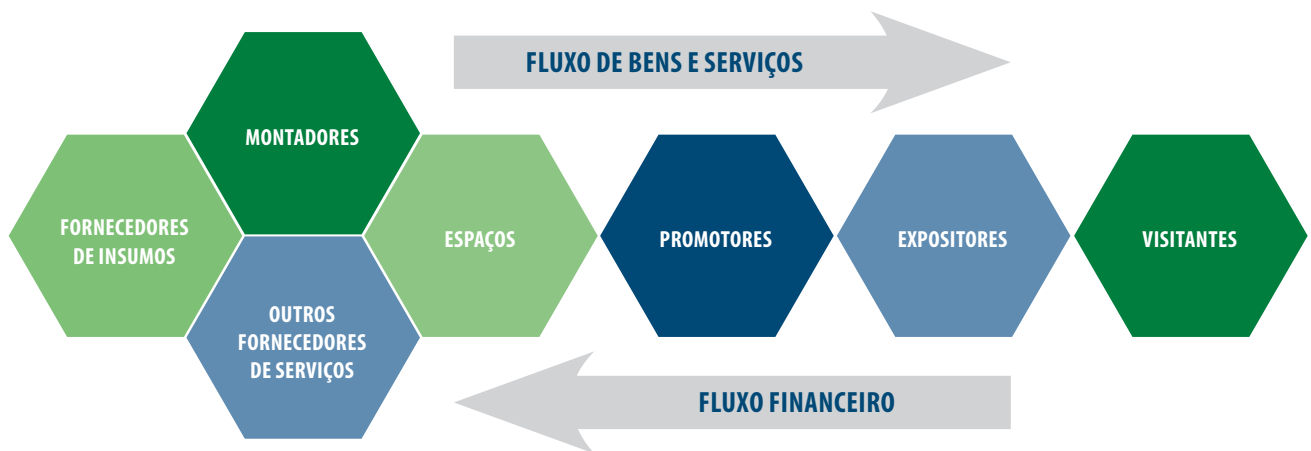 FLUXO DE BENS E SERVIÇOS
MONTADORES
FORNECEDORES
DE INSUMOS
ESPAÇOS
PROMOTORES
EXPOSITORES
VISITANTES
OUTROS
FORNECEDORES
DE SERVIÇOS
FLUXO FINANCEIRO